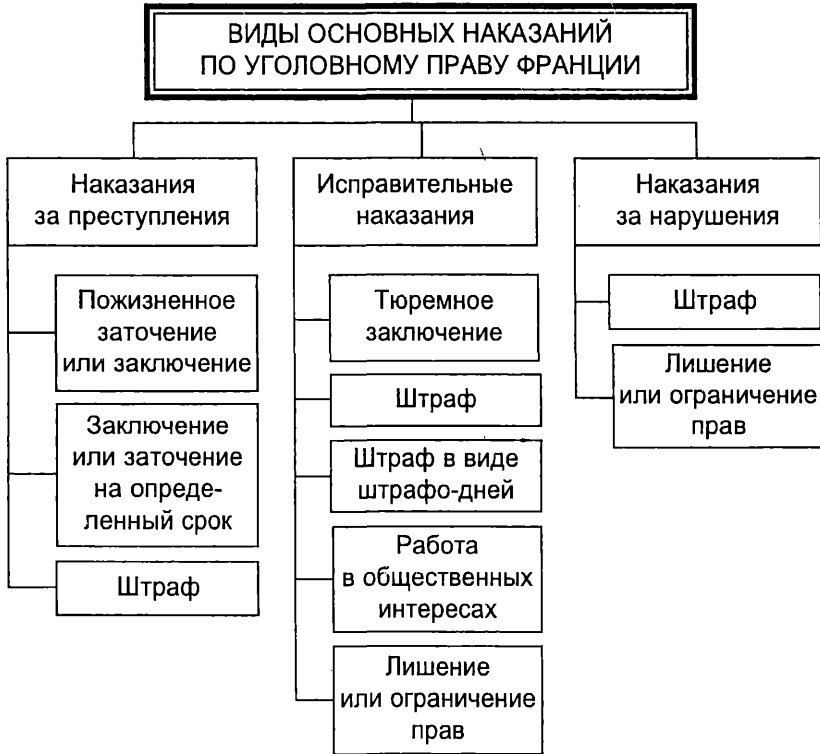 ВИДЫ ОСНОВНЫХ НАКАЗАНИЙ
ПО УГОЛОВНОМУ ПРАВУ ФРАНЦИИ
Наказания
за преступления
Пожизненное
заточение
или заключение
Заключение
или заточение
на опреде-
ленный срок
Штраф
Исправительные
наказания
Тюремное
заключение
Штраф
Штраф в виде
штрафо-дней
Работа
в общественных
интересах
Лишение
или ограничение
прав
Наказания
за нарушения
Штраф
Лишение
или ограничение
прав